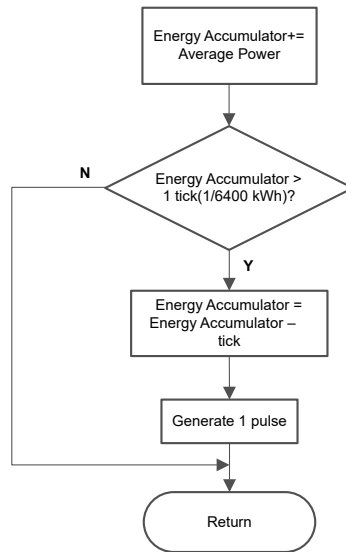 Energy Accumulator+=
Average Power
N
Energy Accumulator >
1 tick(1/6400 kWh)?
Y
Energy Accumulator =
Energy Accumulator –
tick
Generate 1 pulse
Return